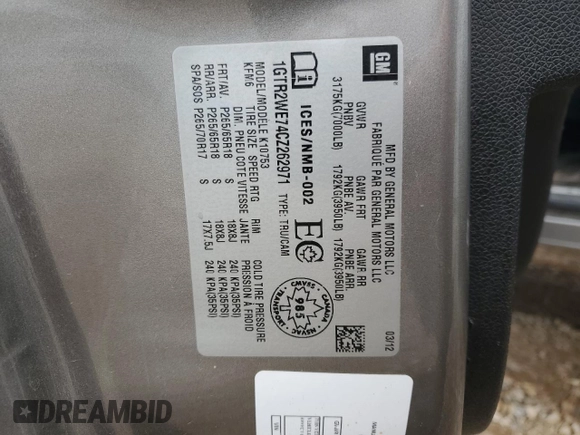 GM
MFD BY GENERAL MOTORS LLC
FABRIQUÉ PAR GENERAL MOTORS LLC
03/12
GVWR GAWR FRT GAWR RR
PNBV PNBE AV. PNBE ARR.
3175KG(7000LB) 1792KG(3950LB) 1792KG(3950LB)
ICES/NMB-002
EC
CANADA
TRANSPORT
985
CMVSS
NSVAC
1GTR2WE74CZ262971 TYPE: TRU/CAM
MODEL/MODÈLE K10753
KFM6
TIRE SIZE SPEED RTG RIM COLD TIRE PRESSURE
DIM. PNEU COTE VITESSE JANTE PRESSION À FROID
FRT/AV. P265/65R18 S 18X8J 240 KPA(35PSI)
RR/ARR. P265/65R18 S 18X8J 240 KPA(35PSI)
SPA/SOS P265/70R17 S 17X7.5J 240 KPA(35PSI)
DREAMBID